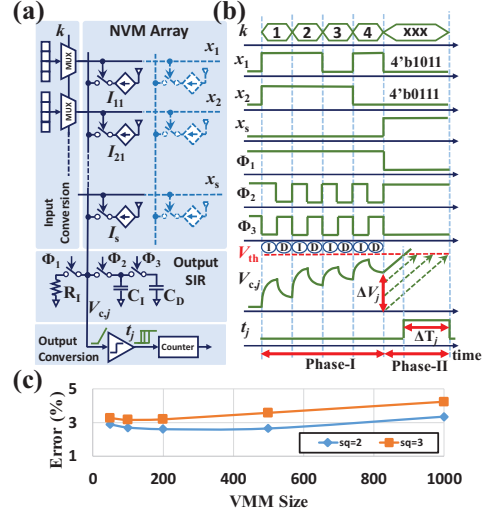 (a)
k
NVM Array
MUX
x1
I11
MUX
x2
I21
xs
Is
Input
Conversion
Φ1
Φ2
Φ3
Output
SIR
RI
CI
CD
Vc,j
Output
Conversion
tj
Counter
(b)
k
1
2
3
4
xxx
x1
4'b1011
x2
4'b0111
xs
Φ1
Φ2
Φ3
I D I D I D I D
Vth
Vc,j
ΔVj
tj
ΔTj
time
Phase-I
Phase-II
(c)
Error (%)
5
3
1
sq=2
sq=3
0
200
400
600
800
1000
VMM Size